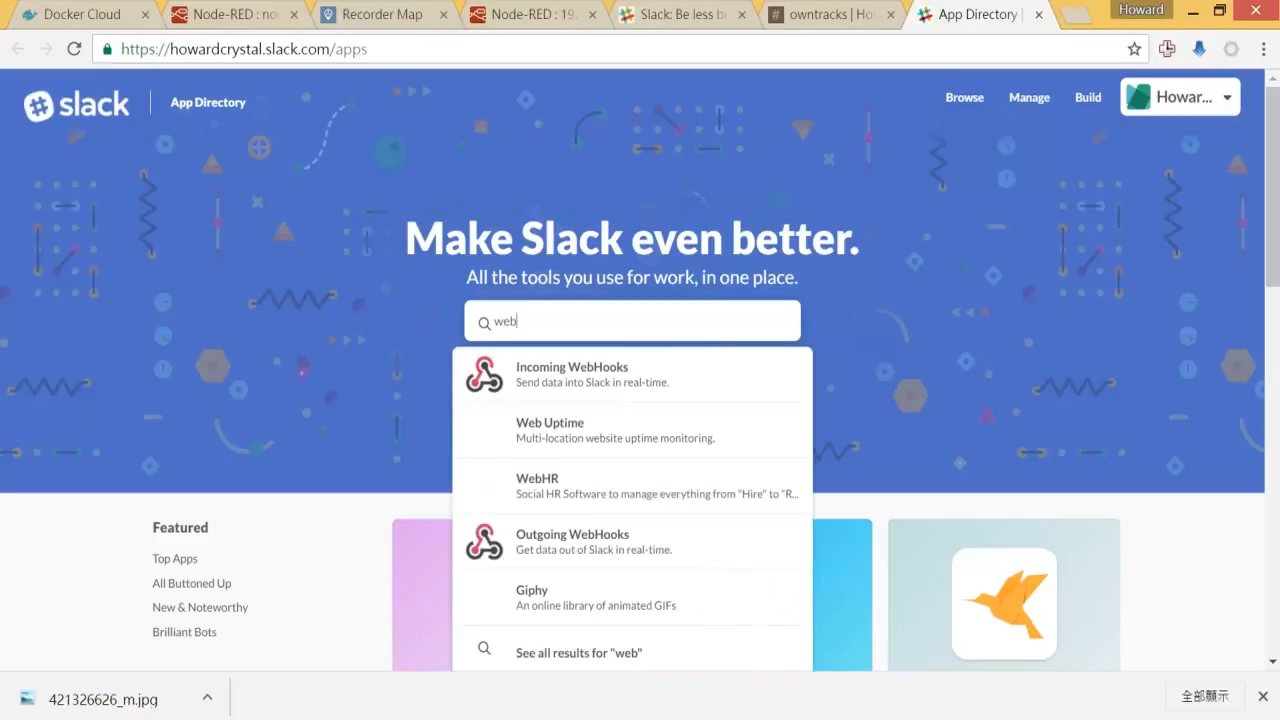 Docker Cloud
Node-RED : no
Recorder Map
Node-RED : 19
Slack: Be less b
owntracks | Ho
App Directory |
Howard
https://howardcrystal.slack.com/apps
slack
App Directory
Browse
Manage
Build
Howar...
Make Slack even better.
All the tools you use for work, in one place.
web
Incoming WebHooks
Send data into Slack in real-time.
Web Uptime
Multi-location website uptime monitoring.
WebHR
Social HR Software to manage everything from "Hire" to "R...
Outgoing WebHooks
Get data out of Slack in real-time.
Giphy
An online library of animated GIFs
See all results for "web"
Featured
Top Apps
All Buttoned Up
New & Noteworthy
Brilliant Bots
421326626_m.jpg
全部顯示